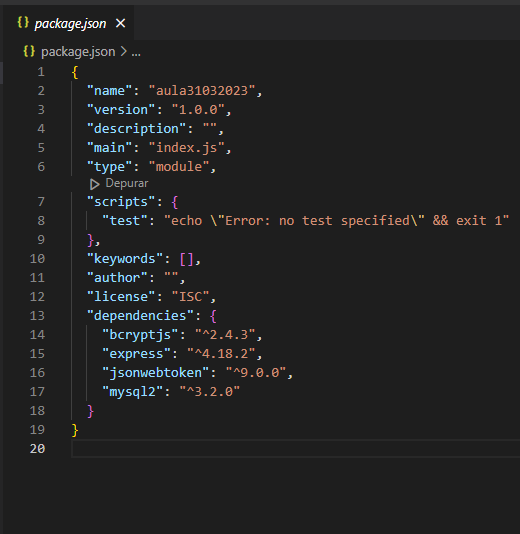 {} package.json ×
{} package.json > ...
1 {
2 "name": "aula31032023",
3 "version": "1.0.0",
4 "description": "",
5 "main": "index.js",
6 "type": "module",
Depurar
7 "scripts": {
8 "test": "echo \"Error: no test specified\" && exit 1"
9 },
10 "keywords": [],
11 "author": "",
12 "license": "ISC",
13 "dependencies": {
14 "bcryptjs": "^2.4.3",
15 "express": "^4.18.2",
16 "jsonwebtoken": "^9.0.0",
17 "mysql2": "^3.2.0"
18 }
19 }
20